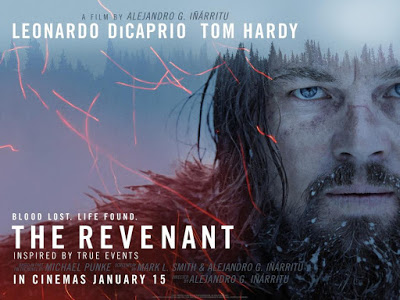 A FILM BY ALEJANDRO G. IÑÁRRITU
LEONARDO DiCAPRIO TOM HARDY
BLOOD LOST. LIFE FOUND.
THE REVENANT
INSPIRED BY TRUE EVENTS
MICHAEL PUNKE MARK L. SMITH & ALEJANDRO G. IÑÁRRITU
IN CINEMAS JANUARY 15 ALEJANDRO G. IÑÁRRITU